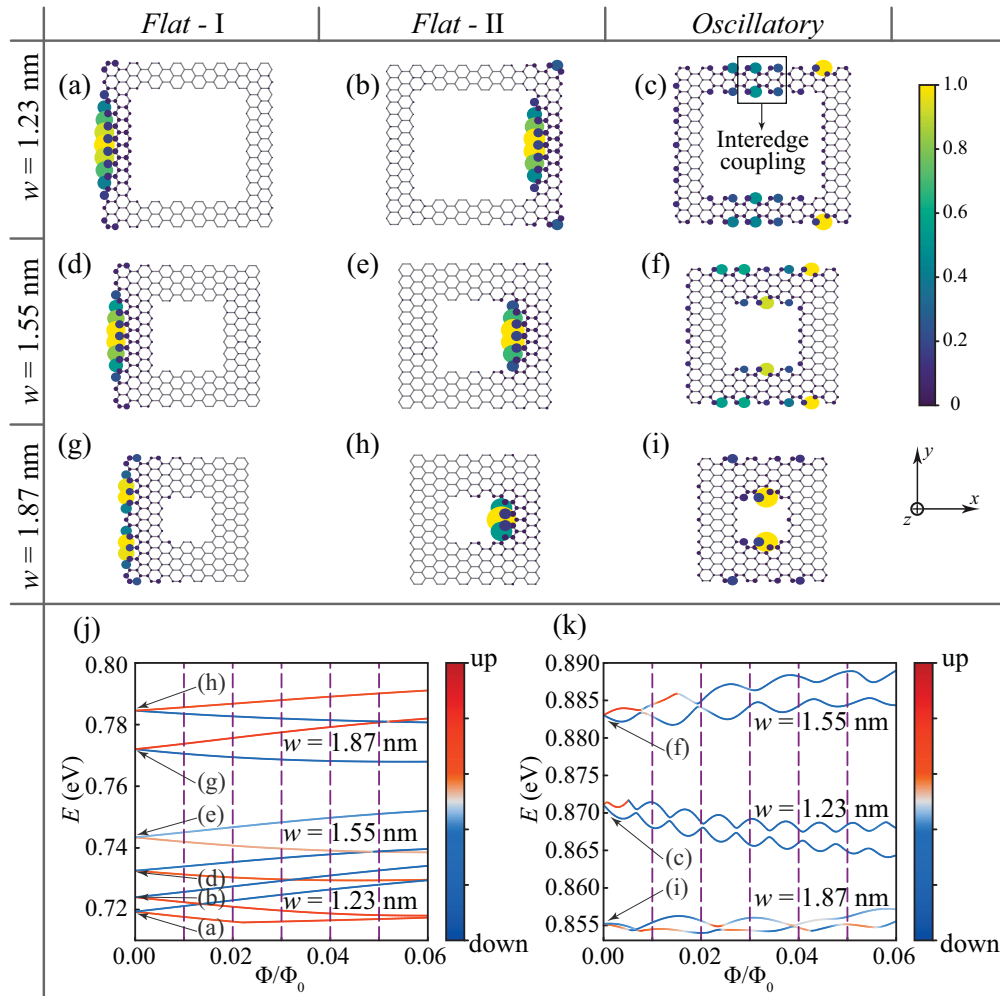 Flat - I Flat - II Oscillatory
w = 1.23 nm
(a) (b) (c)
Interedge
coupling
1.0
0.8
0.6
0.4
0.2
0
w = 1.55 nm
(d) (e) (f)
w = 1.87 nm
(g) (h) (i)
y
x
z
(j)
0.80
0.78
0.76
0.74
0.72
E (eV)
(h)
w = 1.87 nm
(g)
(e)
w = 1.55 nm
(d)
(b)
w = 1.23 nm
(a)
0.00 0.02 0.04 0.06
Φ/Φ0
up
down
(k)
0.890
0.885
0.880
0.875
0.870
0.865
0.860
0.855
E (eV)
w = 1.55 nm
(f)
w = 1.23 nm
(c)
(i)
w = 1.87 nm
0.00 0.02 0.04 0.06
Φ/Φ0
up
down